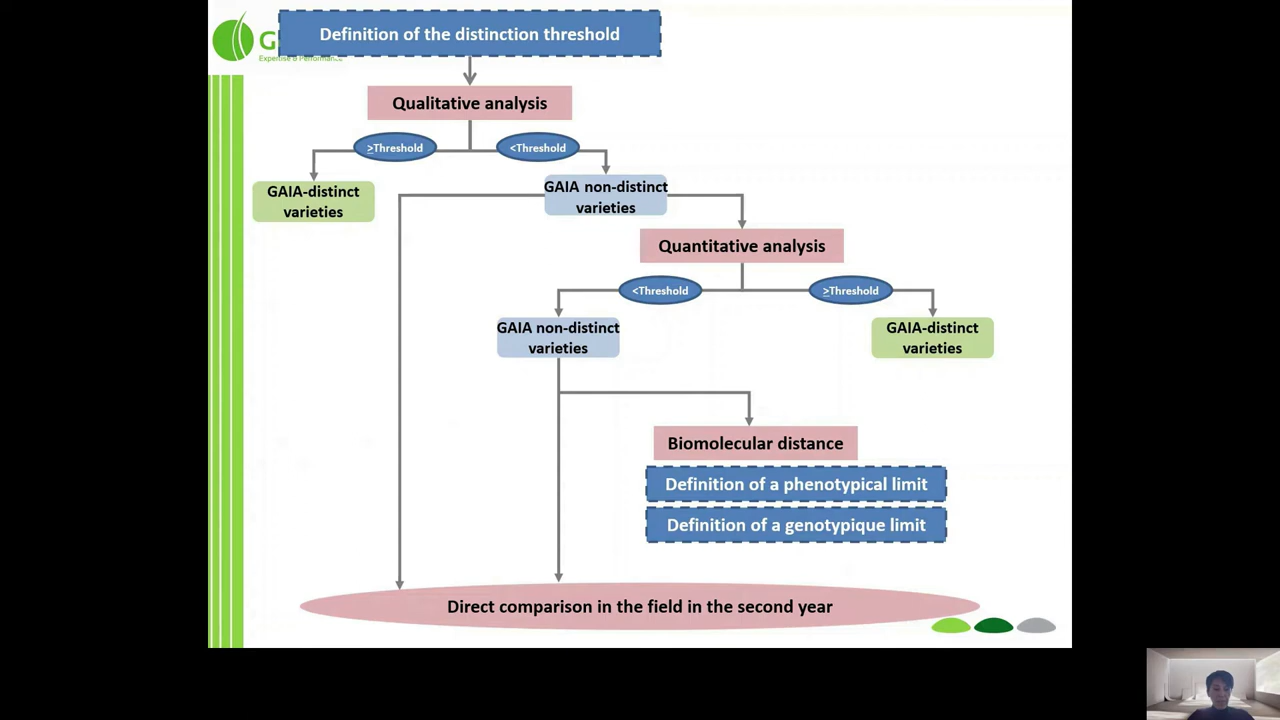 Definition of the distinction threshold
G
Expertise & Performance
Qualitative analysis
≥Threshold
<Threshold
GAIA-distinct
varieties
GAIA non-distinct
varieties
Quantitative analysis
<Threshold
≥Threshold
GAIA non-distinct
varieties
GAIA-distinct
varieties
Biomolecular distance
Definition of a phenotypical limit
Definition of a genotypique limit
Direct comparison in the field in the second year